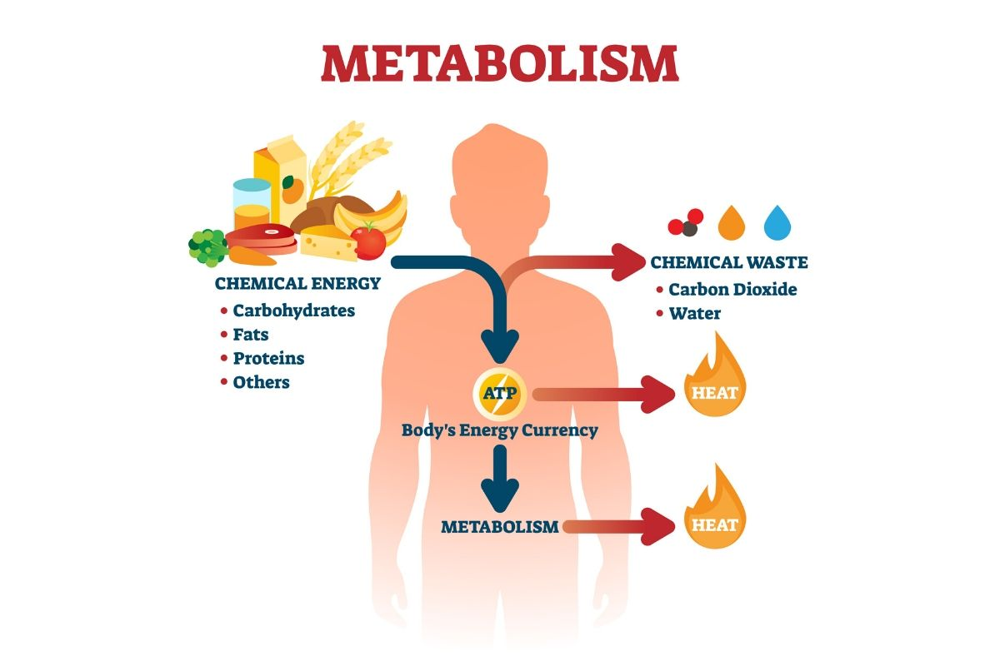 METABOLISM
CHEMICAL ENERGY
• Carbohydrates
• Fats
• Proteins
• Others
CHEMICAL WASTE
• Carbon Dioxide
• Water
ATP
HEAT
Body's Energy Currency
METABOLISM
HEAT